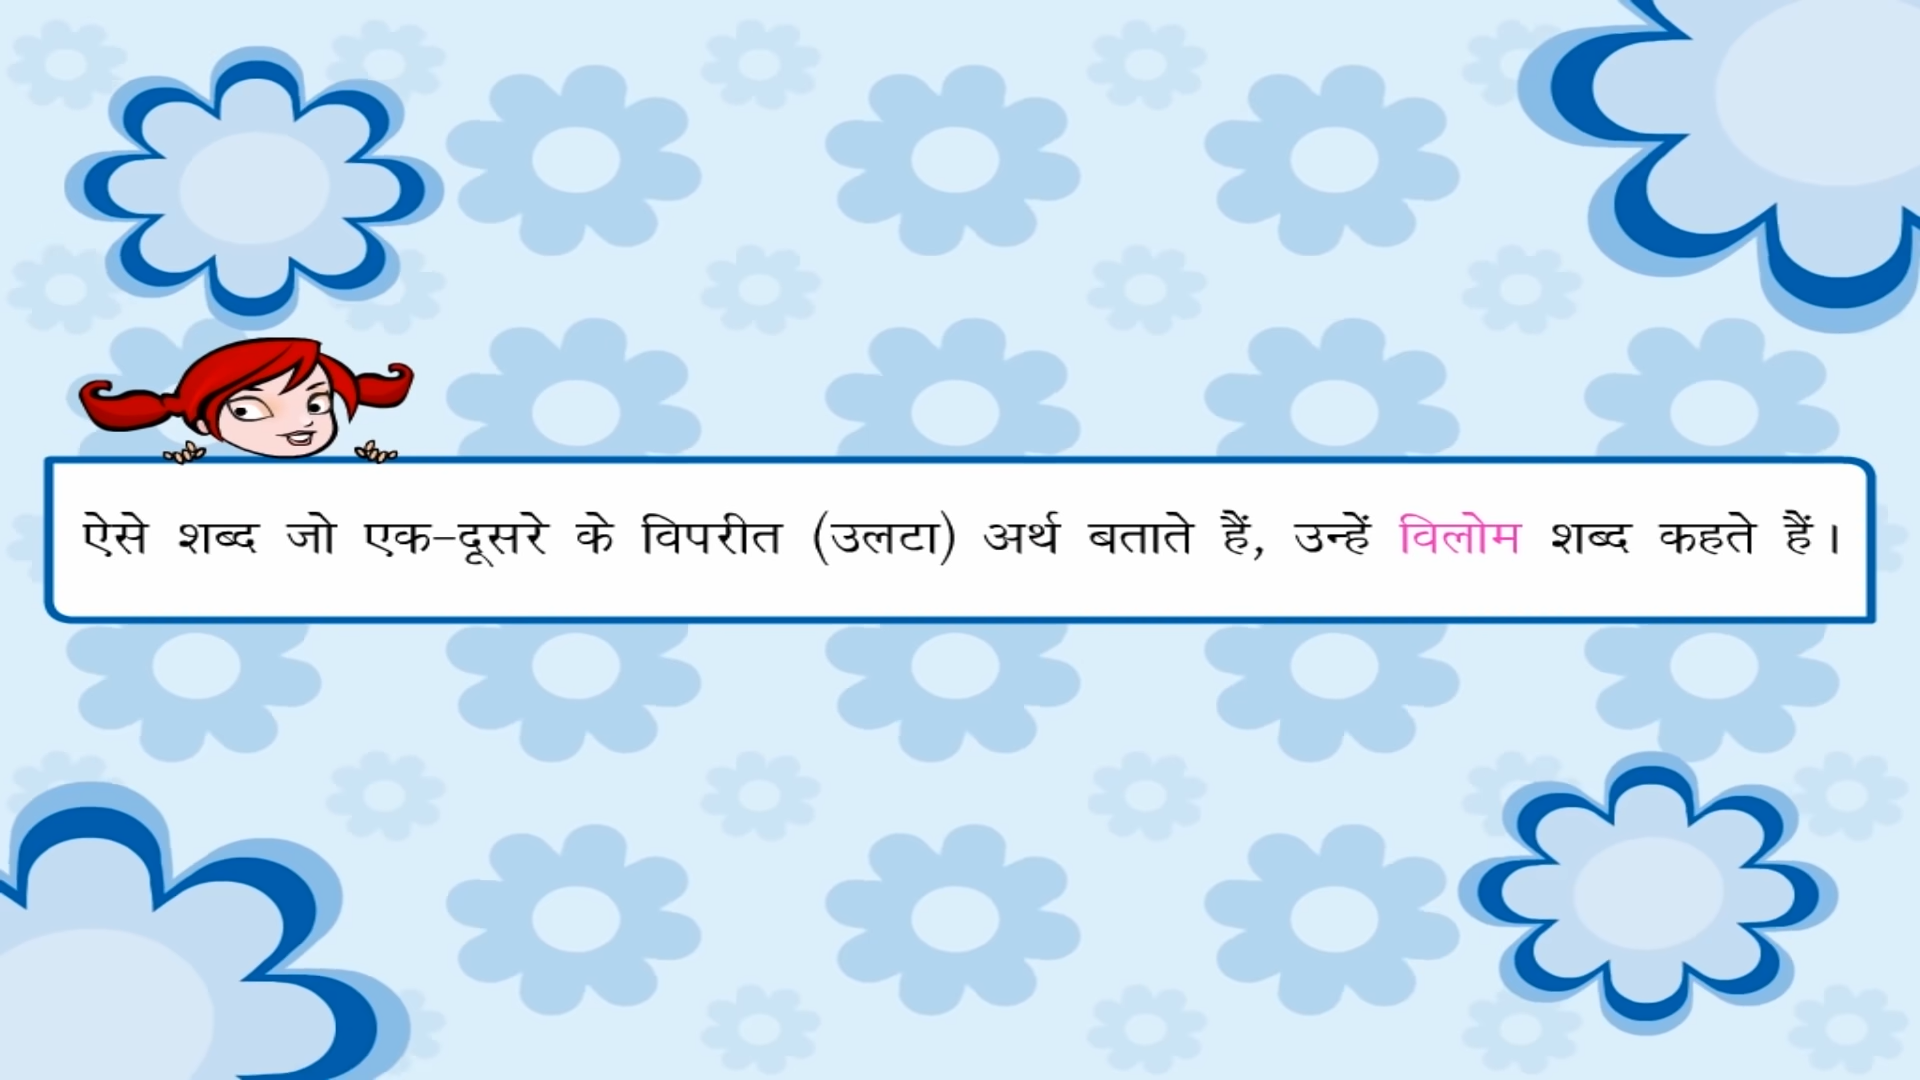 ऐसे शब्द जो एक-दूसरे के विपरीत (उलटा) अर्थ बताते हैं, उन्हें विलोम शब्द कहते हैं।